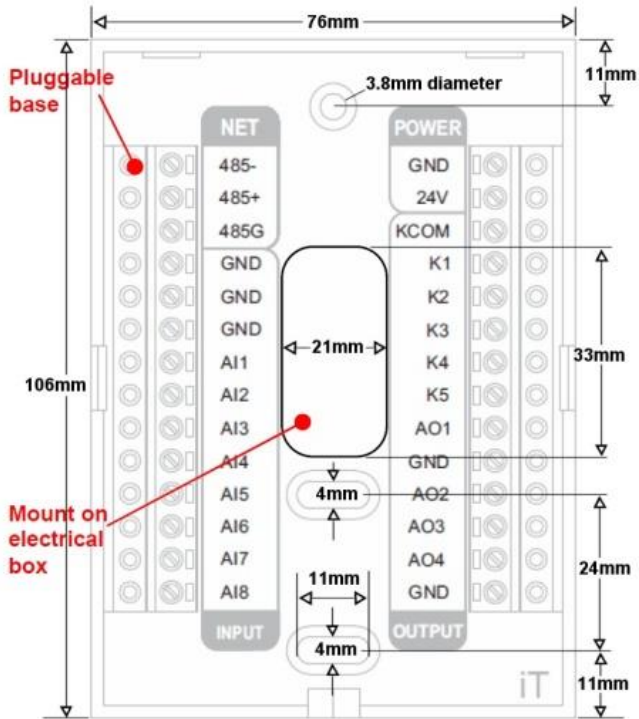 76mm
11mm
Pluggable
base
3.8mm diameter
NET
POWER
485-
GND
485+
24V
485G
KCOM
GND
K1
GND
K2
GND
K3
21mm
33mm
AI1
K4
106mm
AI2
K5
AI3
AO1
AI4
GND
AI5
4mm
AO2
Mount on
electrical
box
AI6
AO3
AI7
AO4
24mm
AI8
11mm
GND
INPUT
OUTPUT
4mm
11mm
iT